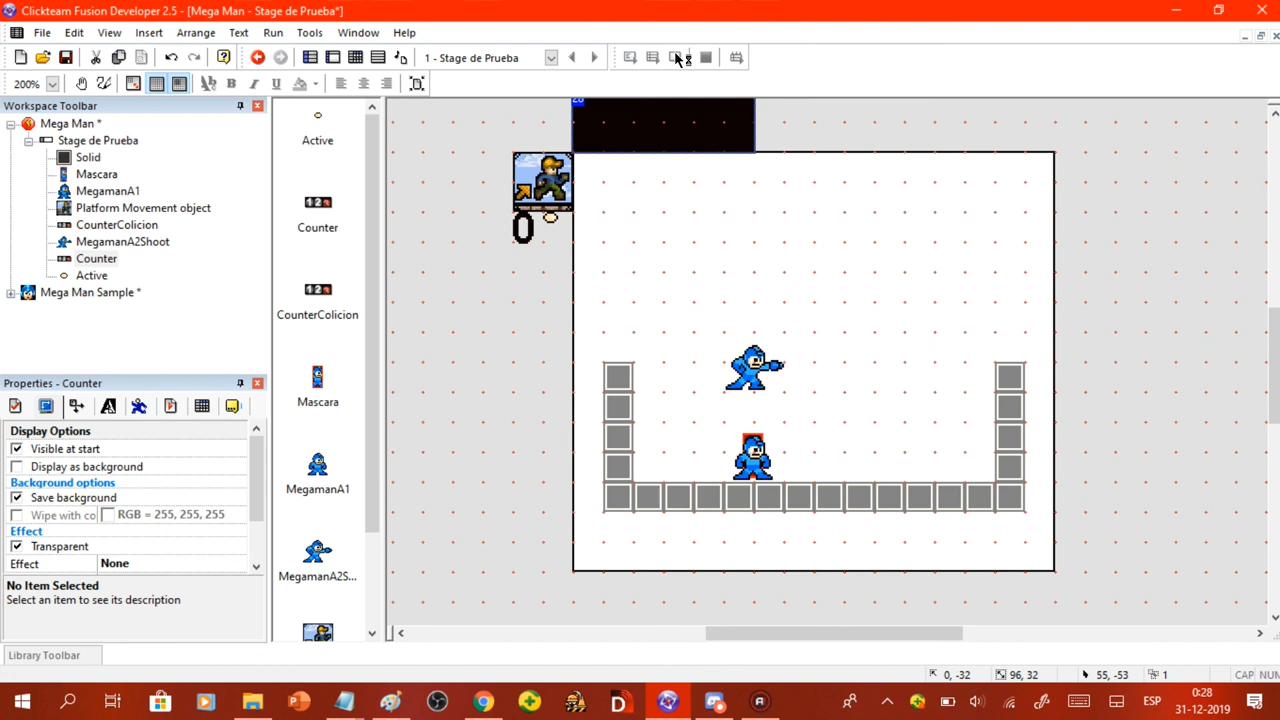 Clickteam Fusion Developer 2.5 - [Mega Man - Stage de Prueba*]
File Edit View Insert Arrange Text Run Tools Window Help
1 - Stage de Prueba
200%
Workspace Toolbar
Mega Man *
Stage de Prueba
Solid
Mascara
MegamanA1
Platform Movement object
CounterColicion
MegamanA2Shoot
Counter
Active
Mega Man Sample *
Properties - Counter
Display Options
Visible at start
Display as background
Background options
Save background
Wipe with co RGB = 255, 255, 255
Effect
Transparent
Effect None
No Item Selected
Select an item to see its description
Library Toolbar
Active
Counter
CounterColicion
Mascara
MegamanA1
MegamanA2S...
0
0, -32 96, 32 55, -53 1 CAP NUM
ESP
0:28
31-12-2019